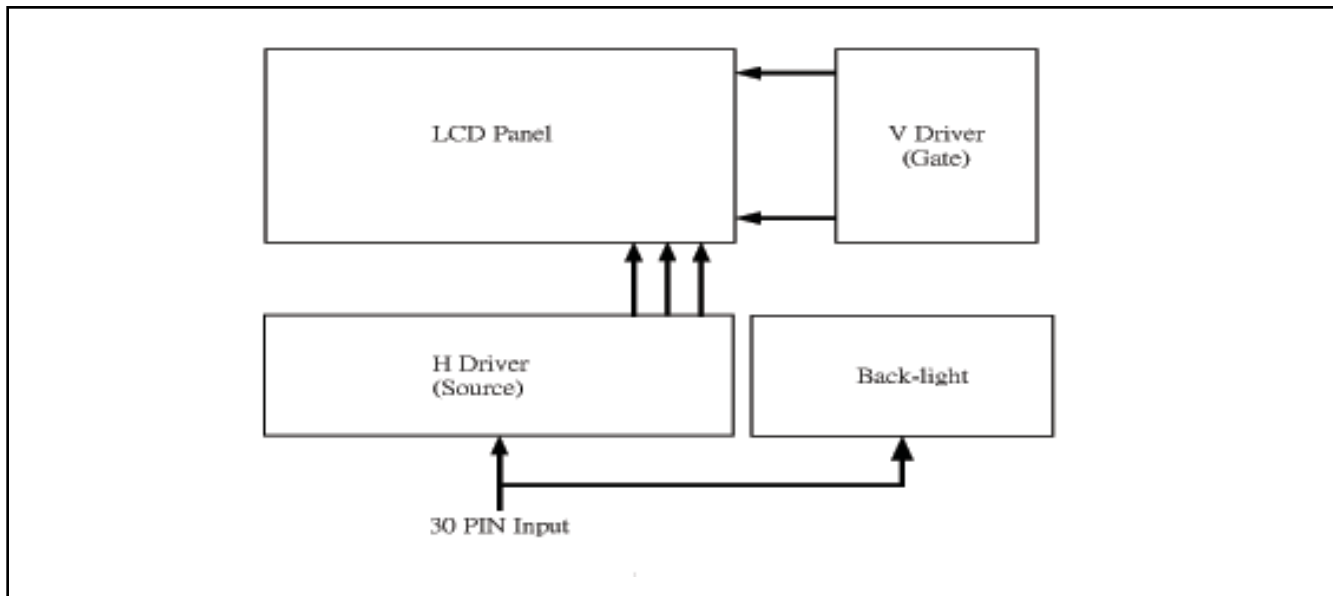 LCD Panel
V Driver
(Gate)
H Driver
(Source)
Back-light
30 PIN Input